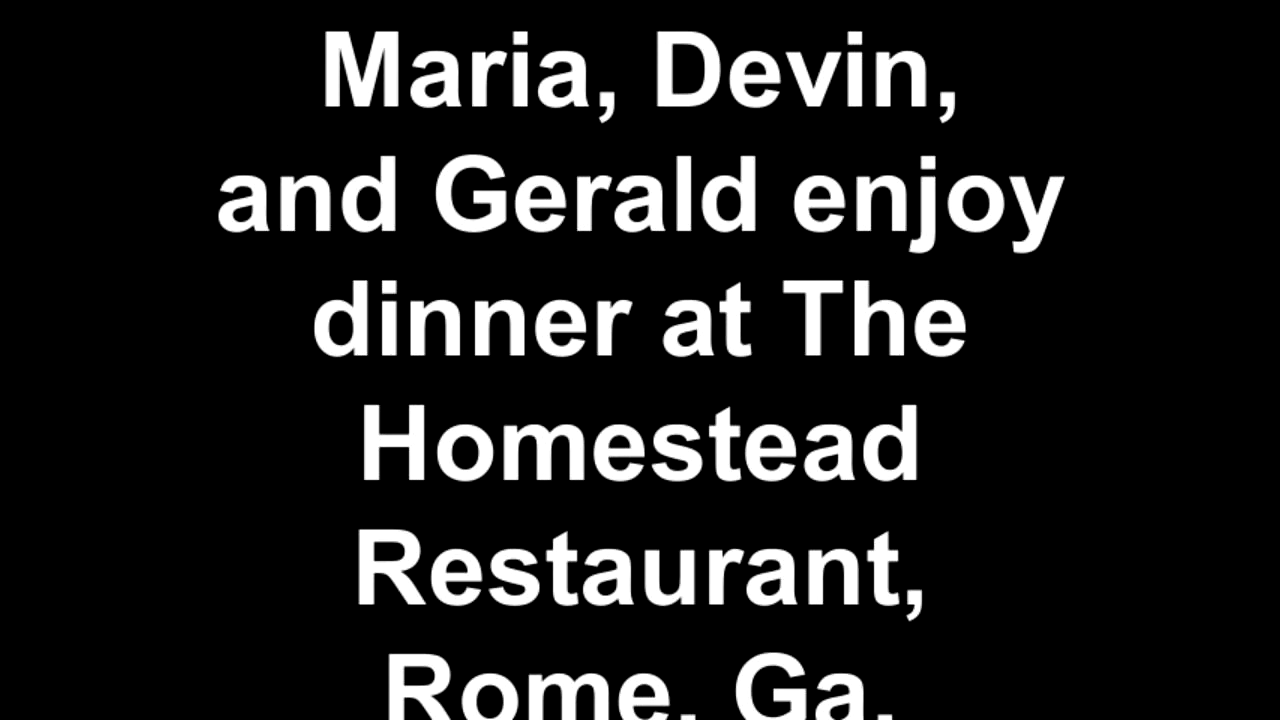 Maria, Devin,
and Gerald enjoy
dinner at The
Homestead
Restaurant,
Rome, Ga.